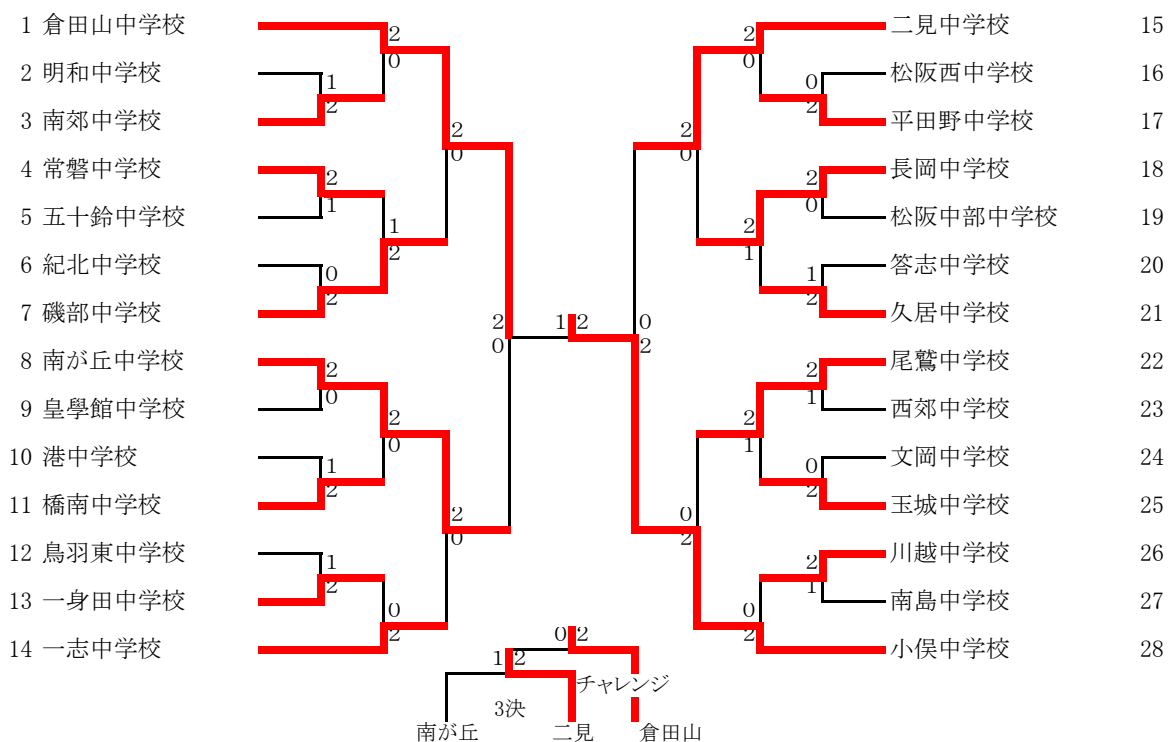 1 倉田山中学校
2 明和中学校
3 南郊中学校
4 常磐中学校
5 五十鈴中学校
6 紀北中学校
7 磯部中学校
8 南が丘中学校
9 皇學館中学校
10 港中学校
11 橋南中学校
12 鳥羽東中学校
13 一身田中学校
14 一志中学校
2
0
1
2
2
1
0
2
2
0
1
2
1
2
1
2
2
0
0
2
2
0
2
0
2
0
1 2
二見中学校 15
松阪西中学校 16
平田野中学校 17
長岡中学校 18
松阪中部中学校 19
答志中学校 20
久居中学校 21
尾鷲中学校 22
西郊中学校 23
文岡中学校 24
玉城中学校 25
川越中学校 26
南島中学校 27
小俣中学校 28
2
0
0
2
2
0
1
2
2
1
0
2
2
1
2
1
2
1
0
2
2
0
0
2
0
2
0 2
1 2
チャレンジ
3決
南が丘 二見 倉田山